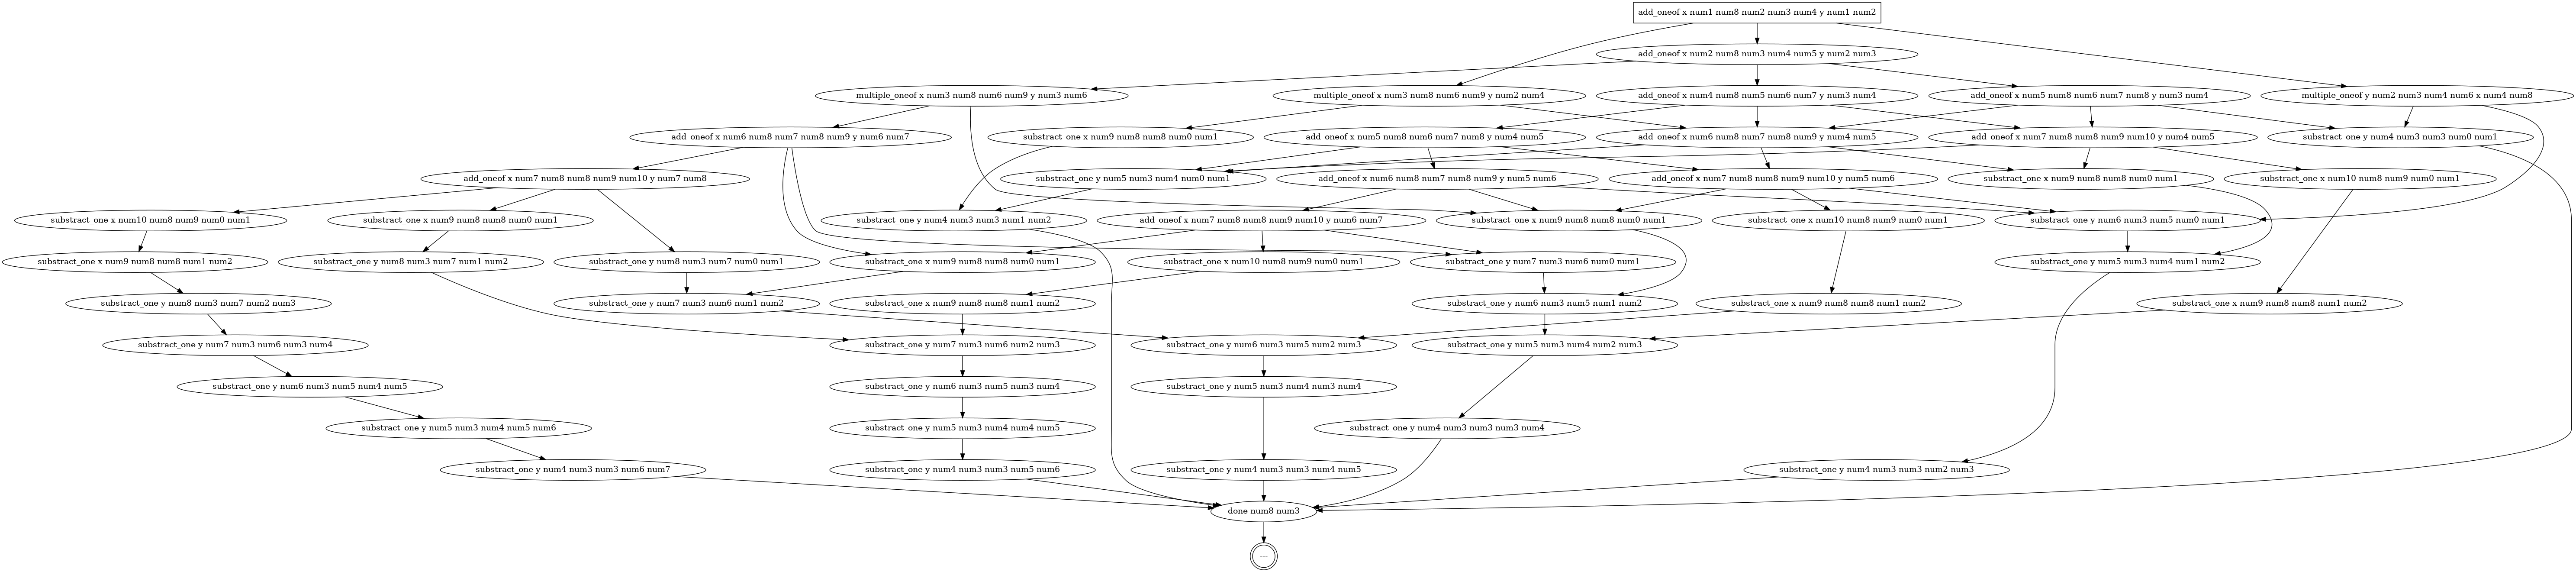 add_oneof x num1 num8 num2 num3 num4 y num1 num2
add_oneof x num2 num8 num3 num4 num5 y num2 num3
multiple_oneof x num3 num8 num6 num9 y num3 num6
multiple_oneof x num3 num8 num6 num9 y num2 num4
add_oneof x num4 num8 num5 num6 num7 y num3 num4
add_oneof x num5 num8 num6 num7 num8 y num3 num4
multiple_oneof y num2 num3 num4 num6 x num4 num8
add_oneof x num6 num8 num7 num8 num9 y num6 num7
substract_one x num9 num8 num8 num0 num1
add_oneof x num5 num8 num6 num7 num8 y num4 num5
add_oneof x num6 num8 num7 num8 num9 y num4 num5
add_oneof x num7 num8 num8 num9 num10 y num4 num5
substract_one y num4 num3 num3 num0 num1
add_oneof x num7 num8 num8 num9 num10 y num7 num8
substract_one y num5 num3 num4 num0 num1
add_oneof x num6 num8 num7 num8 num9 y num5 num6
add_oneof x num7 num8 num8 num9 num10 y num5 num6
substract_one x num9 num8 num8 num0 num1
substract_one x num10 num8 num9 num0 num1
substract_one x num10 num8 num9 num0 num1
substract_one x num9 num8 num8 num0 num1
substract_one y num4 num3 num3 num1 num2
add_oneof x num7 num8 num8 num9 num10 y num6 num7
substract_one x num9 num8 num8 num0 num1
substract_one x num10 num8 num9 num0 num1
substract_one y num6 num3 num5 num0 num1
substract_one x num9 num8 num8 num1 num2
substract_one y num8 num3 num7 num1 num2
substract_one y num8 num3 num7 num0 num1
substract_one x num9 num8 num8 num0 num1
substract_one x num10 num8 num9 num0 num1
substract_one y num7 num3 num6 num0 num1
substract_one y num5 num3 num4 num1 num2
substract_one y num8 num3 num7 num2 num3
substract_one y num7 num3 num6 num1 num2
substract_one x num9 num8 num8 num1 num2
substract_one y num6 num3 num5 num1 num2
substract_one x num9 num8 num8 num1 num2
substract_one x num9 num8 num8 num1 num2
substract_one y num7 num3 num6 num3 num4
substract_one y num7 num3 num6 num2 num3
substract_one y num6 num3 num5 num2 num3
substract_one y num5 num3 num4 num2 num3
substract_one y num6 num3 num5 num4 num5
substract_one y num6 num3 num5 num3 num4
substract_one y num5 num3 num4 num3 num4
substract_one y num5 num3 num4 num5 num6
substract_one y num5 num3 num4 num4 num5
substract_one y num4 num3 num3 num3 num4
substract_one y num4 num3 num3 num6 num7
substract_one y num4 num3 num3 num5 num6
substract_one y num4 num3 num3 num4 num5
substract_one y num4 num3 num3 num2 num3
done num8 num3